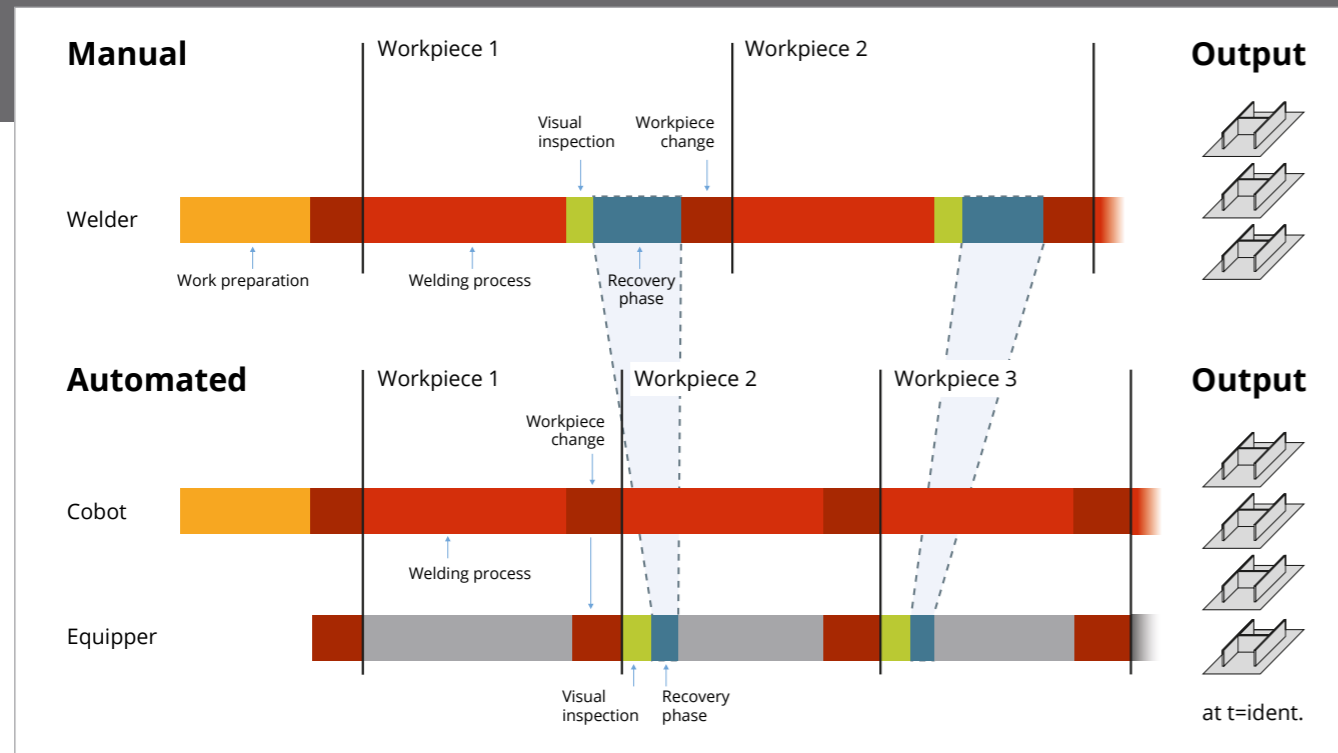 Manual
Workpiece 1
Workpiece 2
Output
Visual
inspection
Workpiece
change
Welder
Work preparation
Welding process
Recovery
phase
Automated
Workpiece 1
Workpiece 2
Workpiece 3
Output
Workpiece
change
Cobot
Welding process
Equipper
Visual
inspection
Recovery
phase
at t=ident.